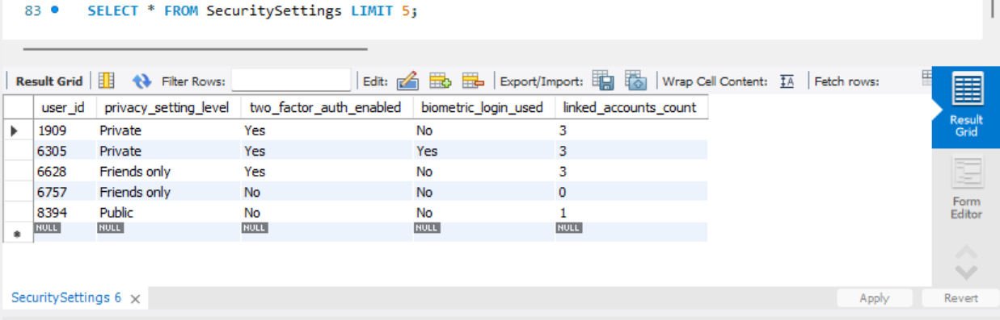 83 SELECT * FROM SecuritySettings LIMIT 5;
Result Grid Filter Rows: Edit: Export/Import: Wrap Cell Content: IA Fetch rows:
user_id privacy_setting_level two_factor_auth_enabled biometric_login_used linked_accounts_count
1909 Private Yes No 3
6305 Private Yes Yes 3
6628 Friends only Yes No 3
6757 Friends only No No 0
8394 Public No No 1
NULL NULL NULL NULL NULL
Result
Grid
Form
Editor
SecuritySettings 6 ×
Apply Revert